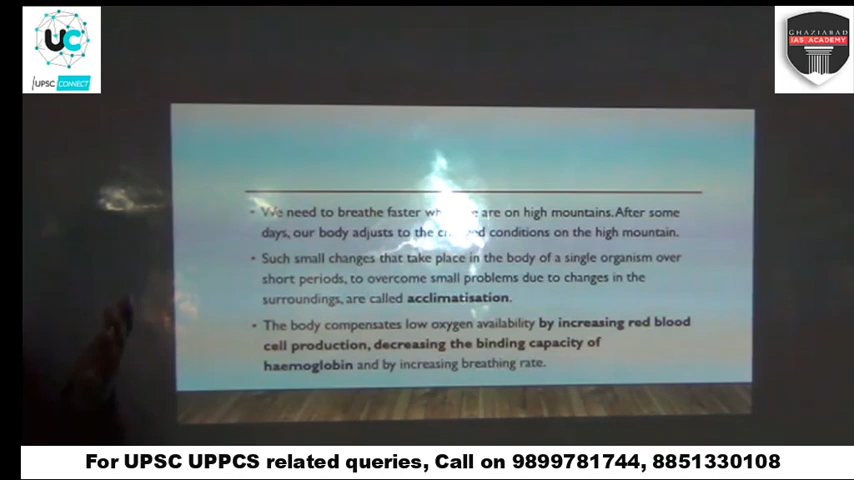 UC
UPSC CONNECT
GHAZIABAD
IAS ACADEMY
• We need to breathe faster are on high mountains. After some
days, our body adjusts to the conditions on the high mountain.
• Such small changes that take place in the body of a single organism over
short periods, to overcome small problems due to changes in the
surroundings, are called acclimatisation.
• The body compensates low oxygen availability by increasing red blood
cell production, decreasing the binding capacity of
haemoglobin and by increasing breathing rate.
For UPSC UPPCS related queries, Call on 9899781744, 8851330108